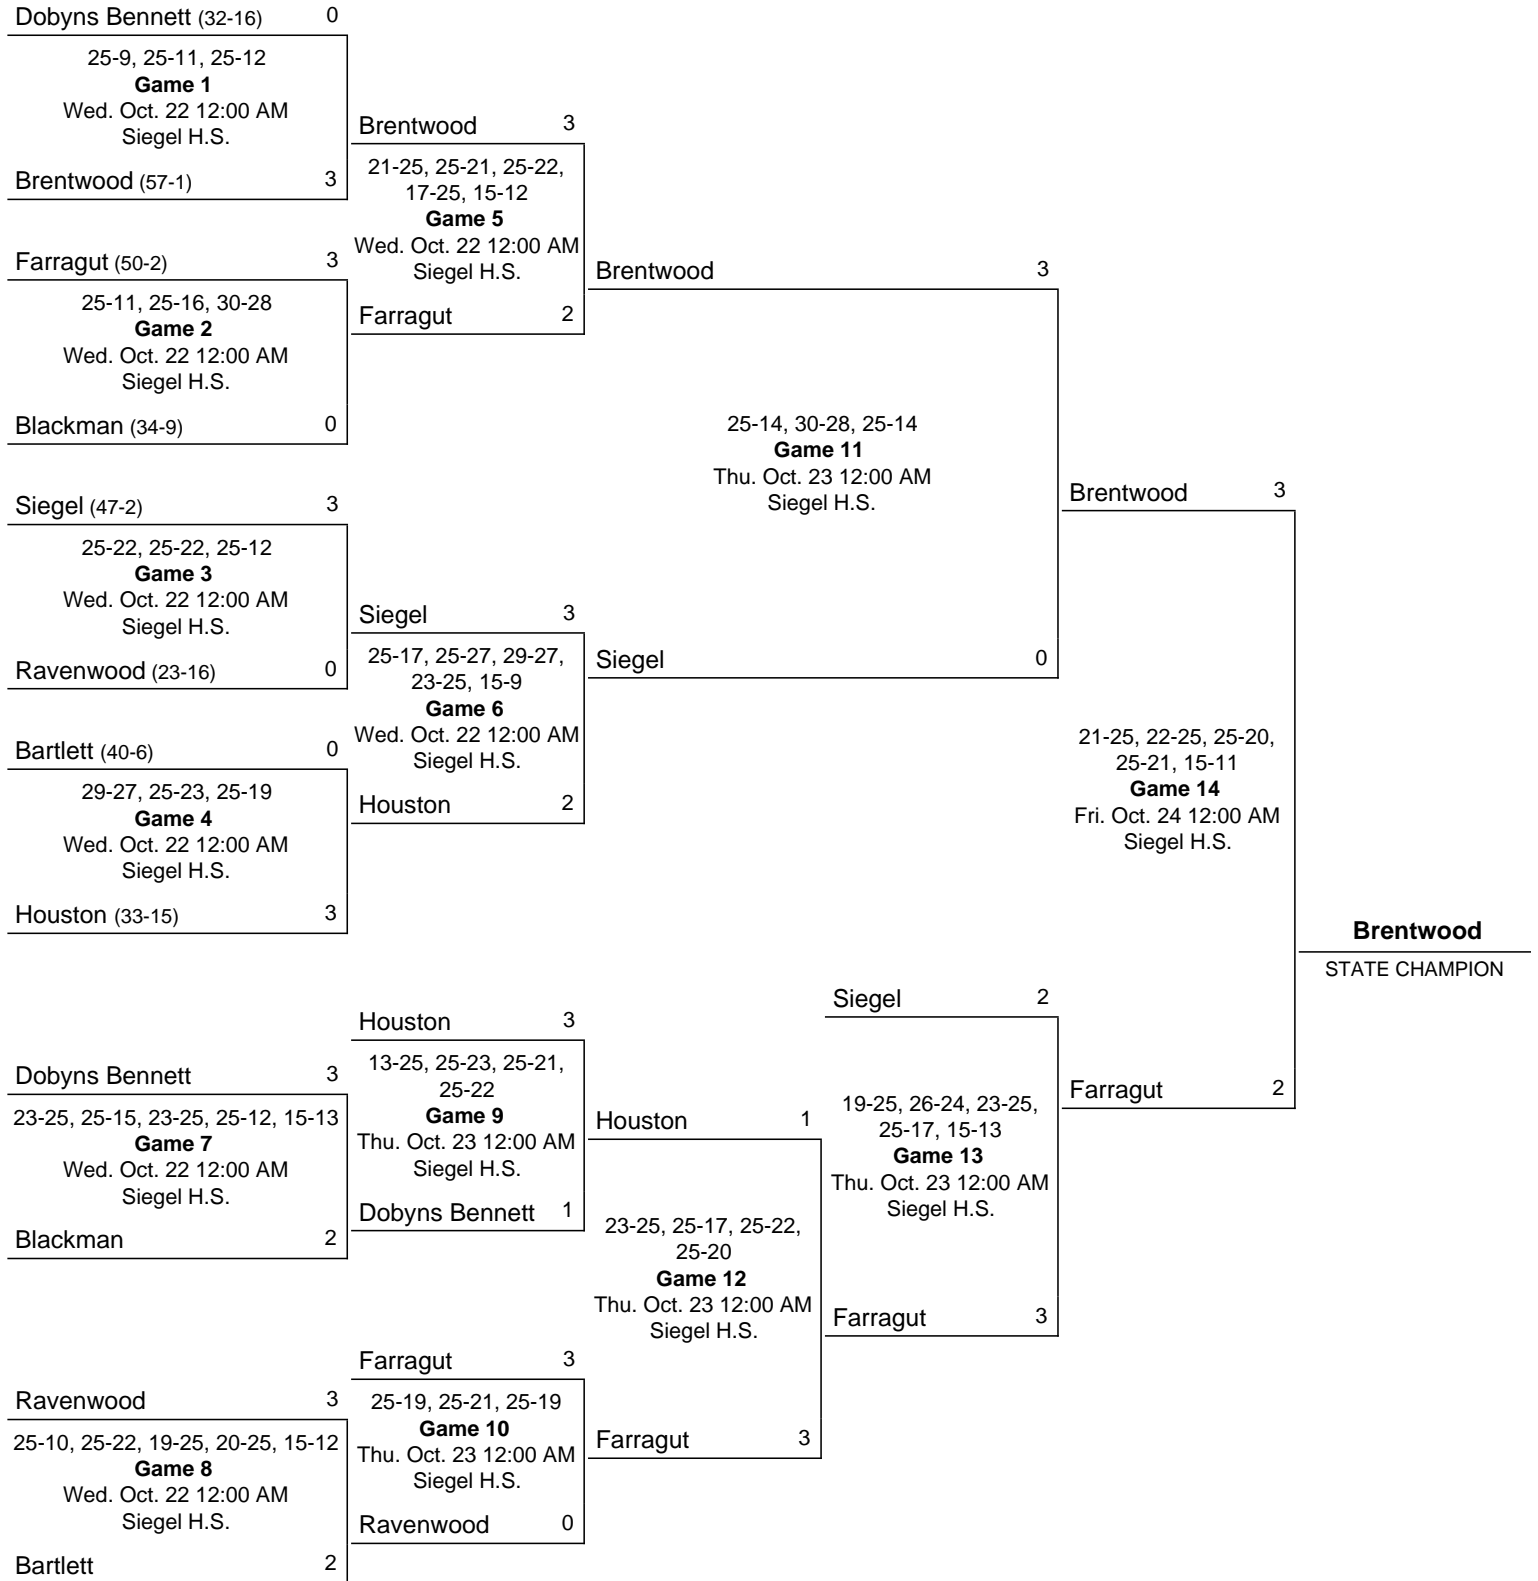 Dobyns Bennett (32-16) 0
25-9, 25-11, 25-12
Game 1
Wed. Oct. 22 12:00 AM
Siegel H.S.
Brentwood (57-1) 3
Farragut (50-2) 3
25-11, 25-16, 30-28
Game 2
Wed. Oct. 22 12:00 AM
Siegel H.S.
Blackman (34-9) 0
Siegel (47-2) 3
25-22, 25-22, 25-12
Game 3
Wed. Oct. 22 12:00 AM
Siegel H.S.
Ravenwood (23-16) 0
Bartlett (40-6) 0
29-27, 25-23, 25-19
Game 4
Wed. Oct. 22 12:00 AM
Siegel H.S.
Houston (33-15) 3
Brentwood 3
21-25, 25-21, 25-22,
17-25, 15-12
Game 5
Wed. Oct. 22 12:00 AM
Siegel H.S.
Farragut 2
Siegel 3
25-17, 25-27, 29-27,
23-25, 15-9
Game 6
Wed. Oct. 22 12:00 AM
Siegel H.S.
Houston 2
Brentwood 3
25-14, 30-28, 25-14
Game 11
Thu. Oct. 23 12:00 AM
Siegel H.S.
Siegel 0
Brentwood 3
21-25, 22-25, 25-20,
25-21, 15-11
Game 14
Fri. Oct. 24 12:00 AM
Siegel H.S.
Farragut 2
Brentwood
STATE CHAMPION
Dobyns Bennett 3
23-25, 25-15, 23-25, 25-12, 15-13
Game 7
Wed. Oct. 22 12:00 AM
Siegel H.S.
Blackman 2
Ravenwood 3
25-10, 25-22, 19-25, 20-25, 15-12
Game 8
Wed. Oct. 22 12:00 AM
Siegel H.S.
Bartlett 2
Houston 3
13-25, 25-23, 25-21,
25-22
Game 9
Thu. Oct. 23 12:00 AM
Siegel H.S.
Dobyns Bennett 1
Farragut 3
25-19, 25-21, 25-19
Game 10
Thu. Oct. 23 12:00 AM
Siegel H.S.
Ravenwood 0
Houston 1
23-25, 25-17, 25-22,
25-20
Game 12
Thu. Oct. 23 12:00 AM
Siegel H.S.
Farragut 3
Siegel 2
19-25, 26-24, 23-25,
25-17, 15-13
Game 13
Thu. Oct. 23 12:00 AM
Siegel H.S.
Farragut 3